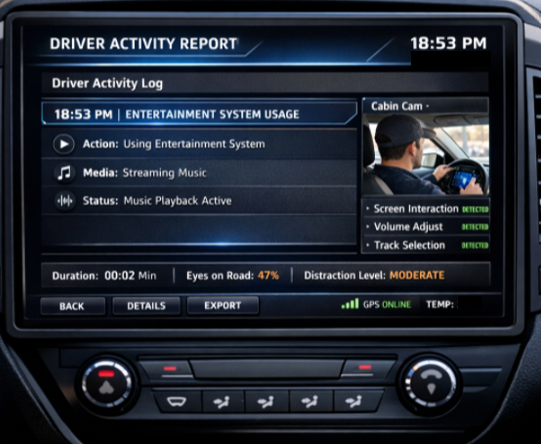 DRIVER ACTIVITY REPORT 18:53 PM
Driver Activity Log
18:53 PM | ENTERTAINMENT SYSTEM USAGE
Action: Using Entertainment System
Media: Streaming Music
Status: Music Playback Active
Cabin Cam ·
· Screen Interaction DETECTED
· Volume Adjust DETECTED
· Track Selection DETECTED
Duration: 00:02 Min | Eyes on Road: 47% | Distraction Level: MODERATE
BACK DETAILS EXPORT GPS ONLINE TEMP: